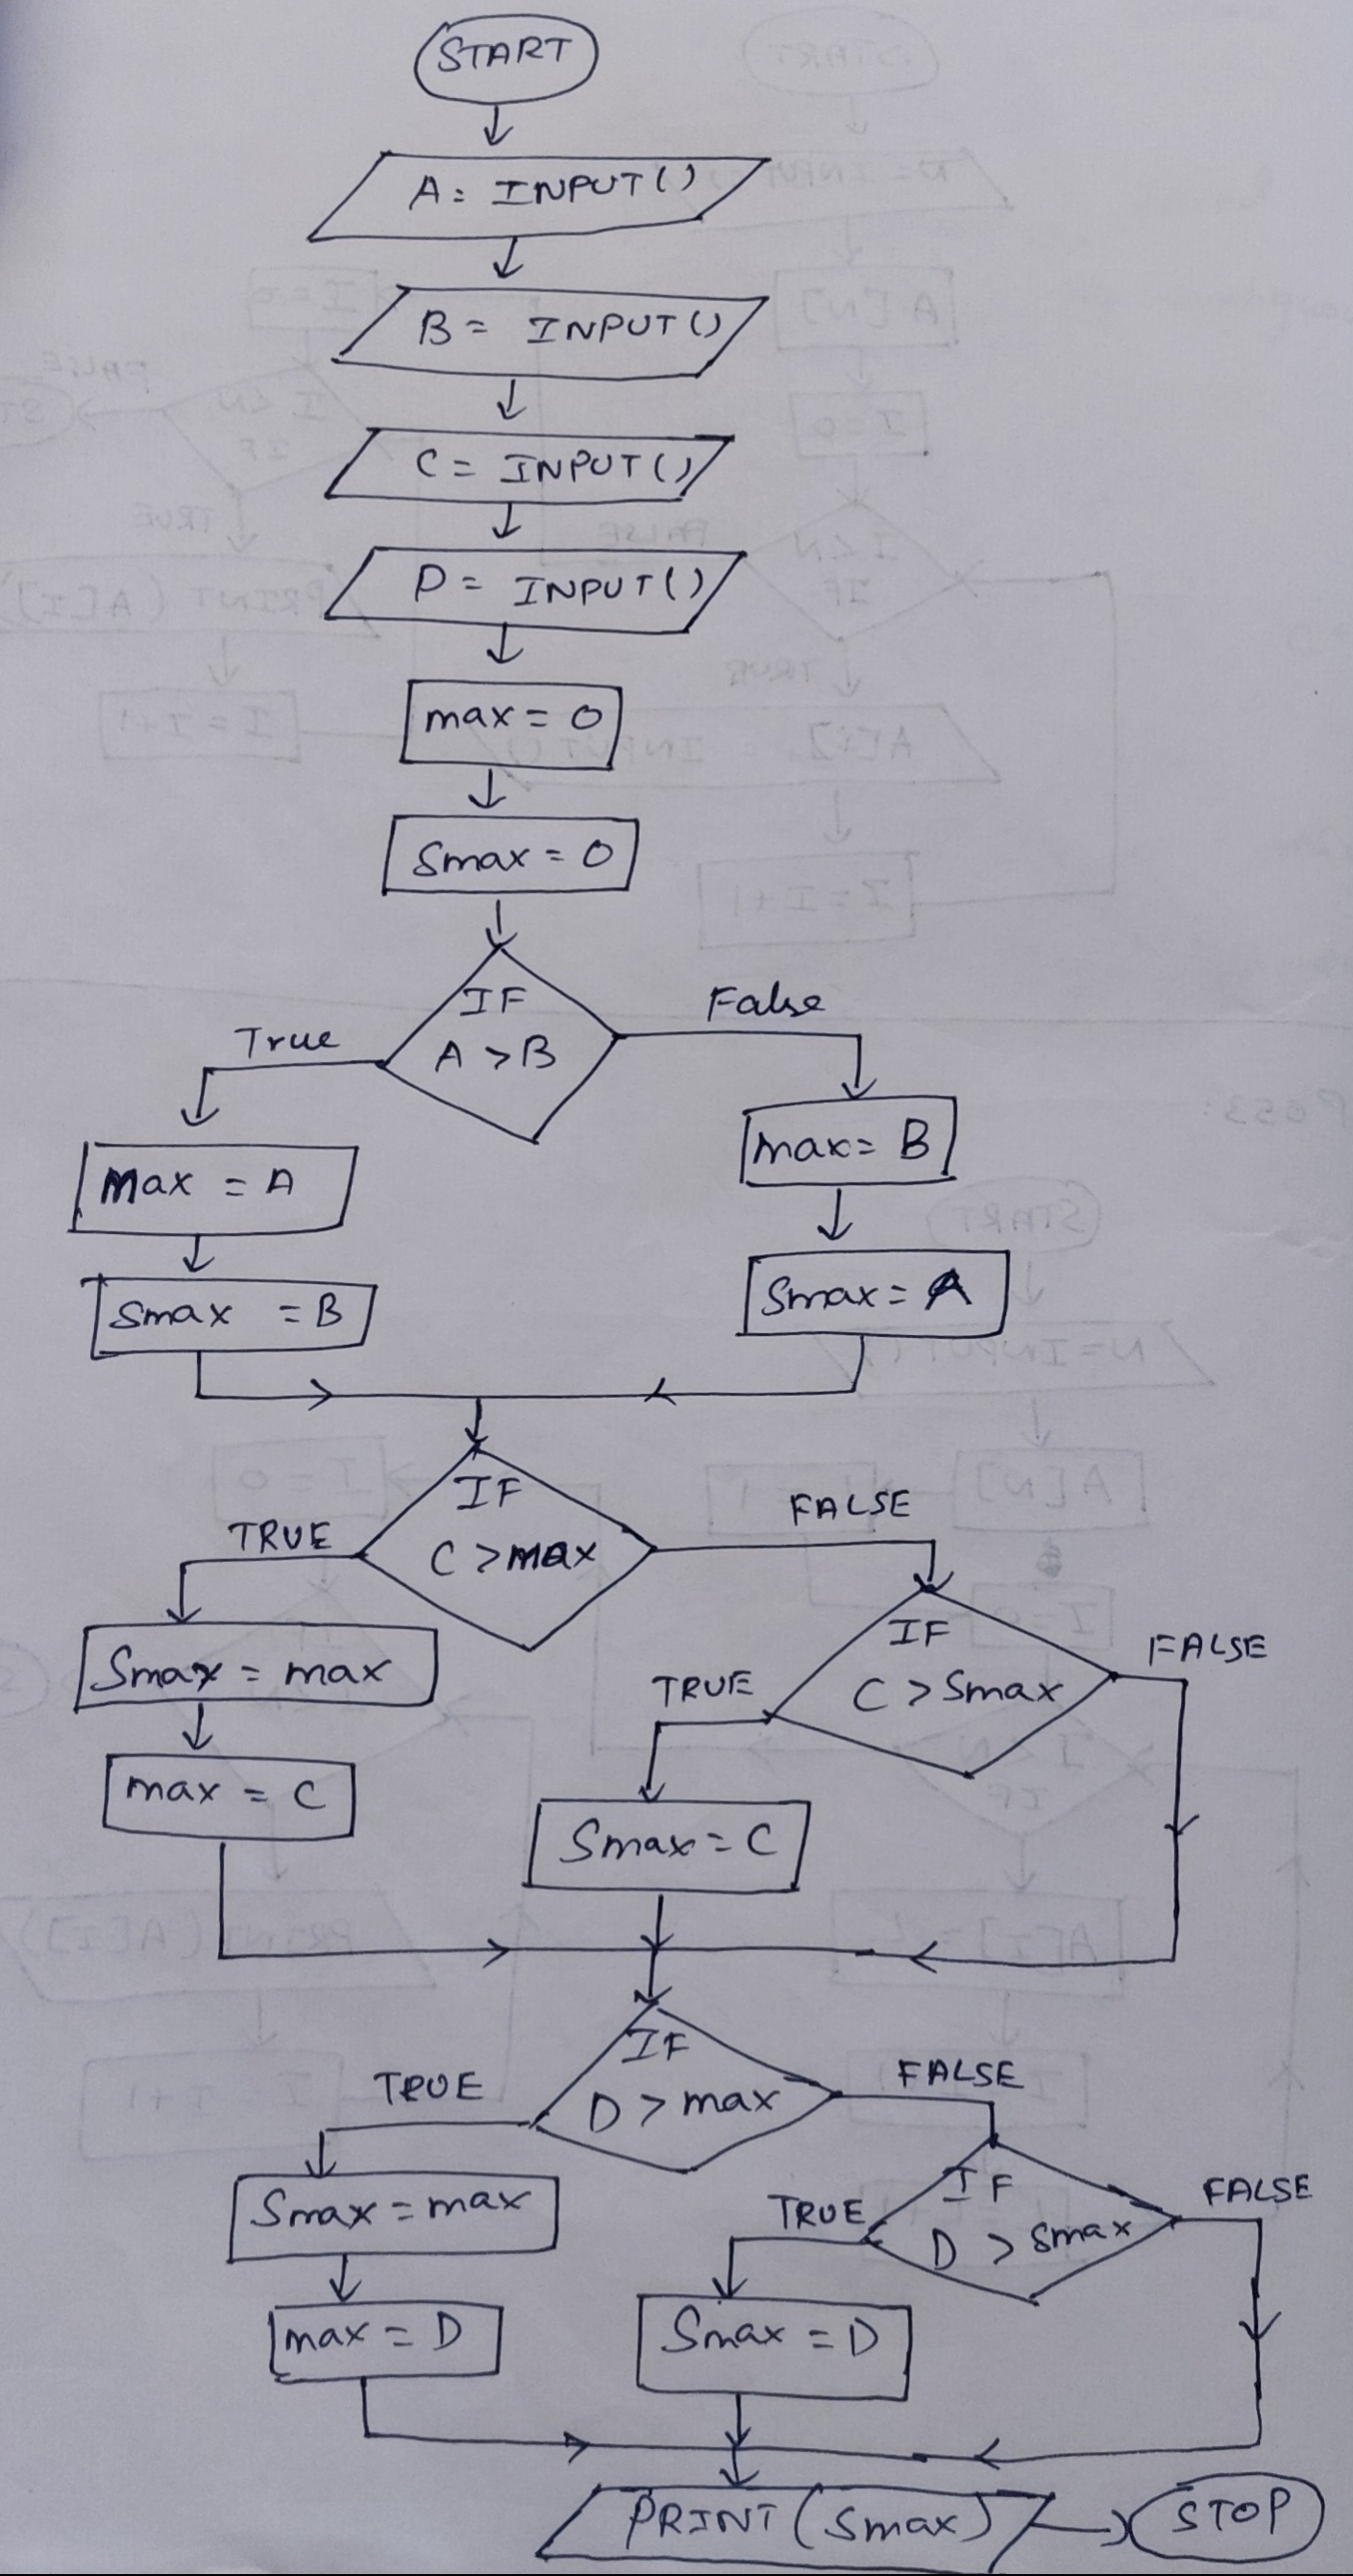 START
A = INPUT()
B = INPUT()
C = INPUT()
D = INPUT()
max = 0
Smax = 0
IF
A > B
True
False
max = A
Smax = B
max = B
Smax = A
IF
C > max
TRUE
FALSE
Smax = max
max = C
IF
C > Smax
TRUE
FALSE
Smax = C
IF
D > max
TRUE
FALSE
Smax = max
max = D
IF
D > Smax
TRUE
FALSE
Smax = D
PRINT (Smax)
STOP